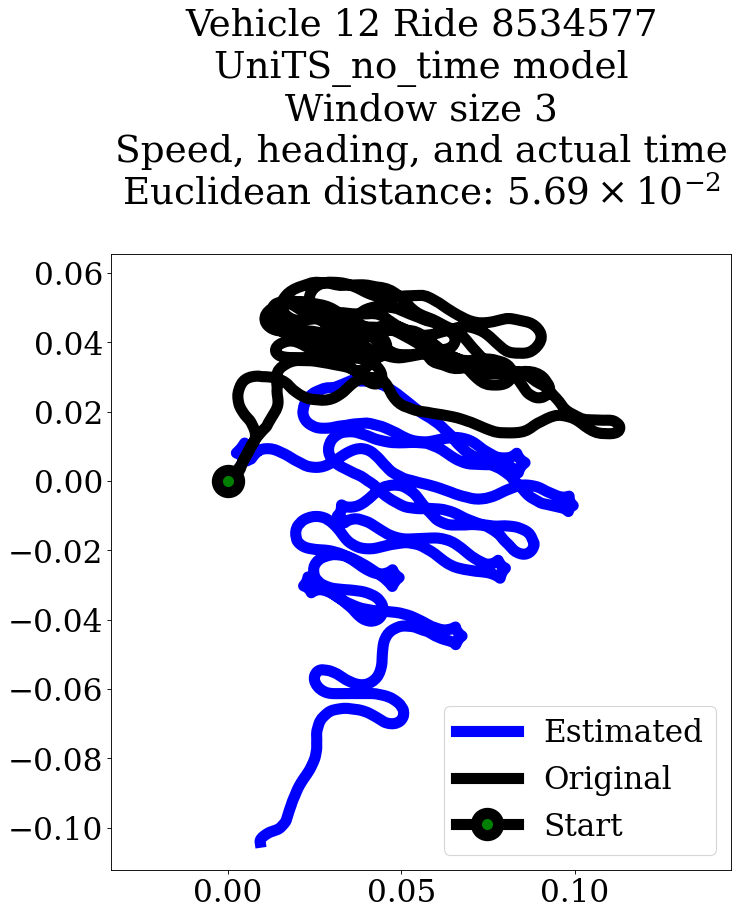 Vehicle 12 Ride 8534577
UniTS_no_time model
Window size 3
Speed, heading, and actual time
Euclidean distance: 5.69 × 10⁻²
0.06
0.04
0.02
0.00
−0.02
−0.04
−0.06
−0.08
−0.10
Estimated
Original
Start
0.00 0.05 0.10